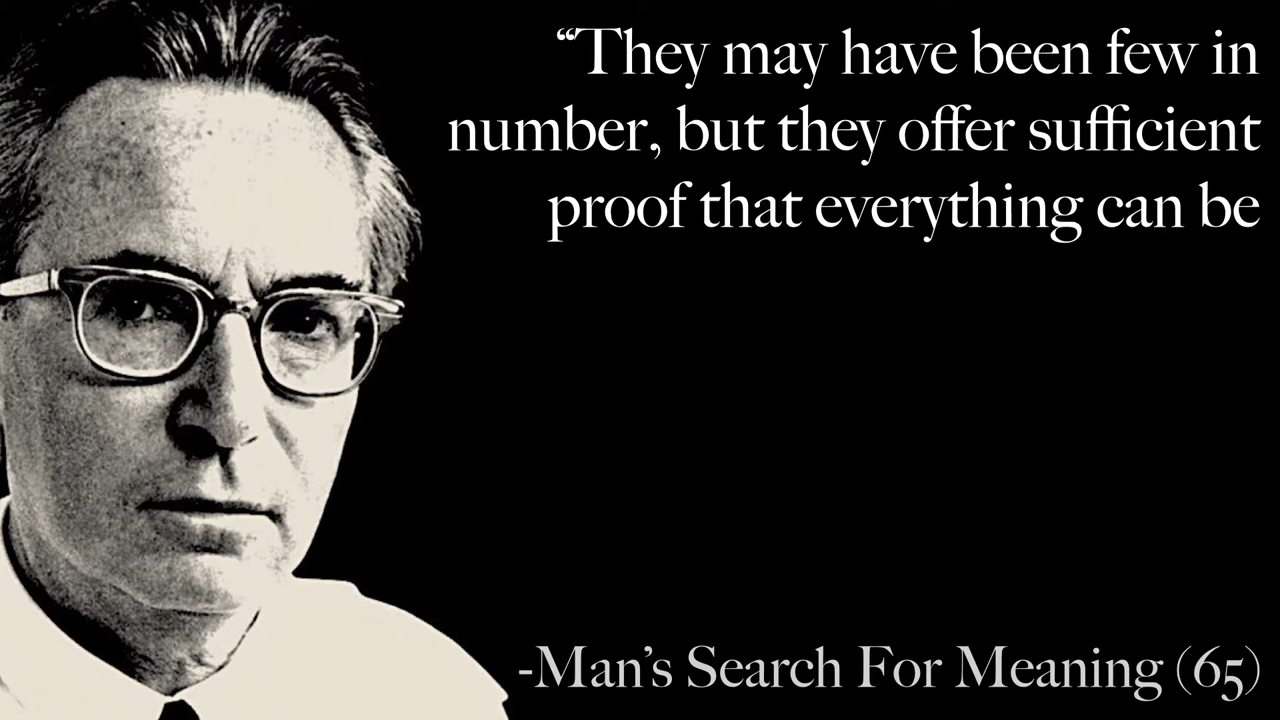 “They may have been few in
number, but they offer sufficient
proof that everything can be
-Man’s Search For Meaning (65)